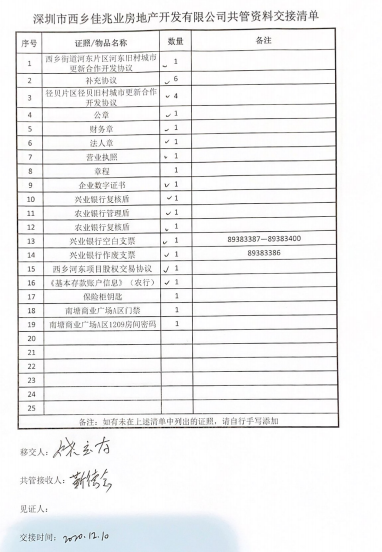 深圳市西乡佳兆业房地产开发有限公司共管资料交接清单
序号 证照/物品名称 数量 备注
1 西乡街道河东片区河东旧村城市更新合作开发协议 ✓ 1
2 补充协议 ✓ 6
3 径贝片区径贝旧村城市更新合作开发协议 ✓ 4
4 公章 ✓ 1
5 财务章 ✓ 1
6 法人章 ✓ 1
7 营业执照 ✓ 1
8 章程 1
9 企业数字证书 ✓ 1
10 兴业银行复核盾 ✓ 1
11 农业银行管理盾 ✓ 1
12 农业银行复核盾 ✓ 1
13 兴业银行空白支票 ✓ 1 89383387—89383400
14 兴业银行作废支票 ✓ 1 89383386
15 西乡河东项目股权交易协议 ✓ 1
16 《基本存款账户信息》（农行） ✓ 1
17 保险柜钥匙 1
18 南塘商业广场A区门禁 1
19 南塘商业广场A区1209房间密码 1
20
21
22
23
24
25
备注：如有未在上述清单中列出的证照，请自行手写添加
移交人：
共管接收人：
见证人：
交接时间：2020.12.10